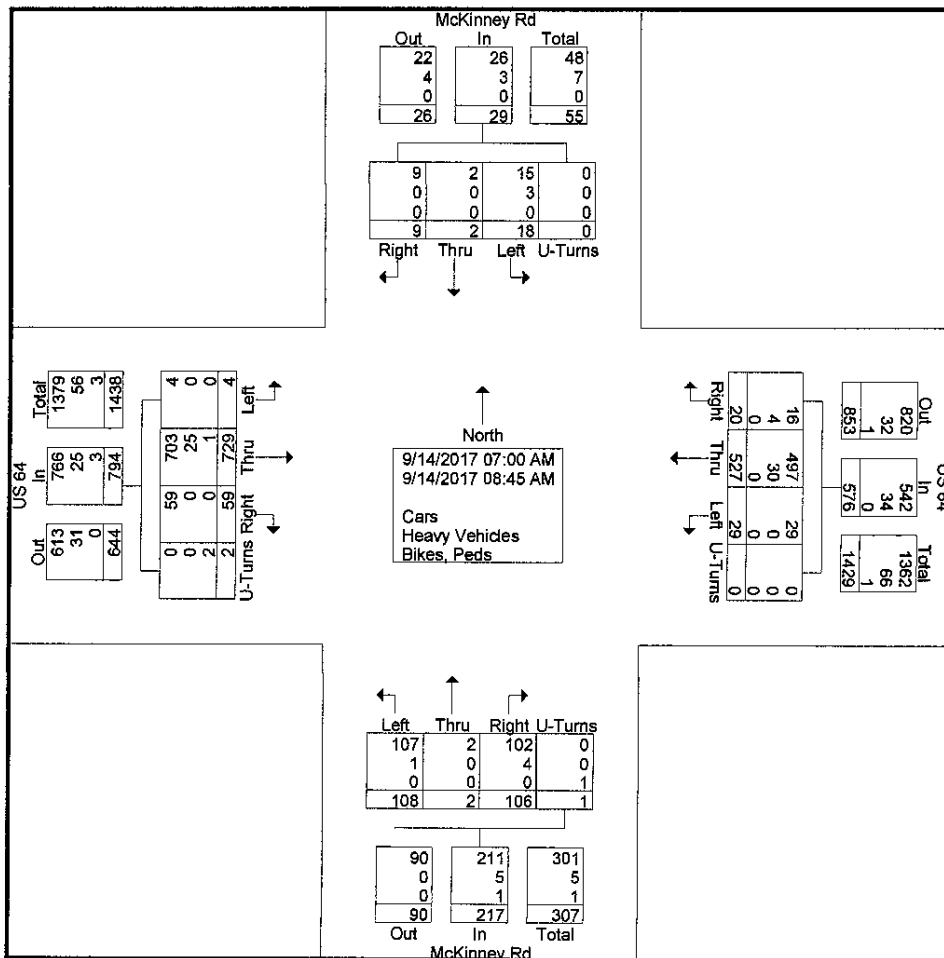 McKinney Rd
Out In Total
22 26 48
4 3 7
0 0 0
26 29 55
9 2 15 0
0 0 3 0
0 0 0 0
9 2 18 0
Right Thru Left U-Turns
US 64
Total
1379 56 3 1438
In
766 25 3 794
Out
613 31 0 644
Left
4 0 0 4
Thru
703 25 1 729
Right
59 0 0 59
U-Turns
0 0 2 2
North
9/14/2017 07:00 AM
9/14/2017 08:45 AM
Cars
Heavy Vehicles
Bikes, Peds
Right
16 4 0 20
Thru
497 30 0 527
Left
29 0 0 29
U-Turns
0 0 0 0
US 64
Out
820 32 1 853
In
542 34 0 576
Total
1362 66 1 1429
Left Thru Right U-Turns
107 2 102 0
1 0 4 0
0 0 0 1
108 2 106 1
90 211 301
0 5 5
0 1 1
90 217 307
Out In Total
McKinney Rd